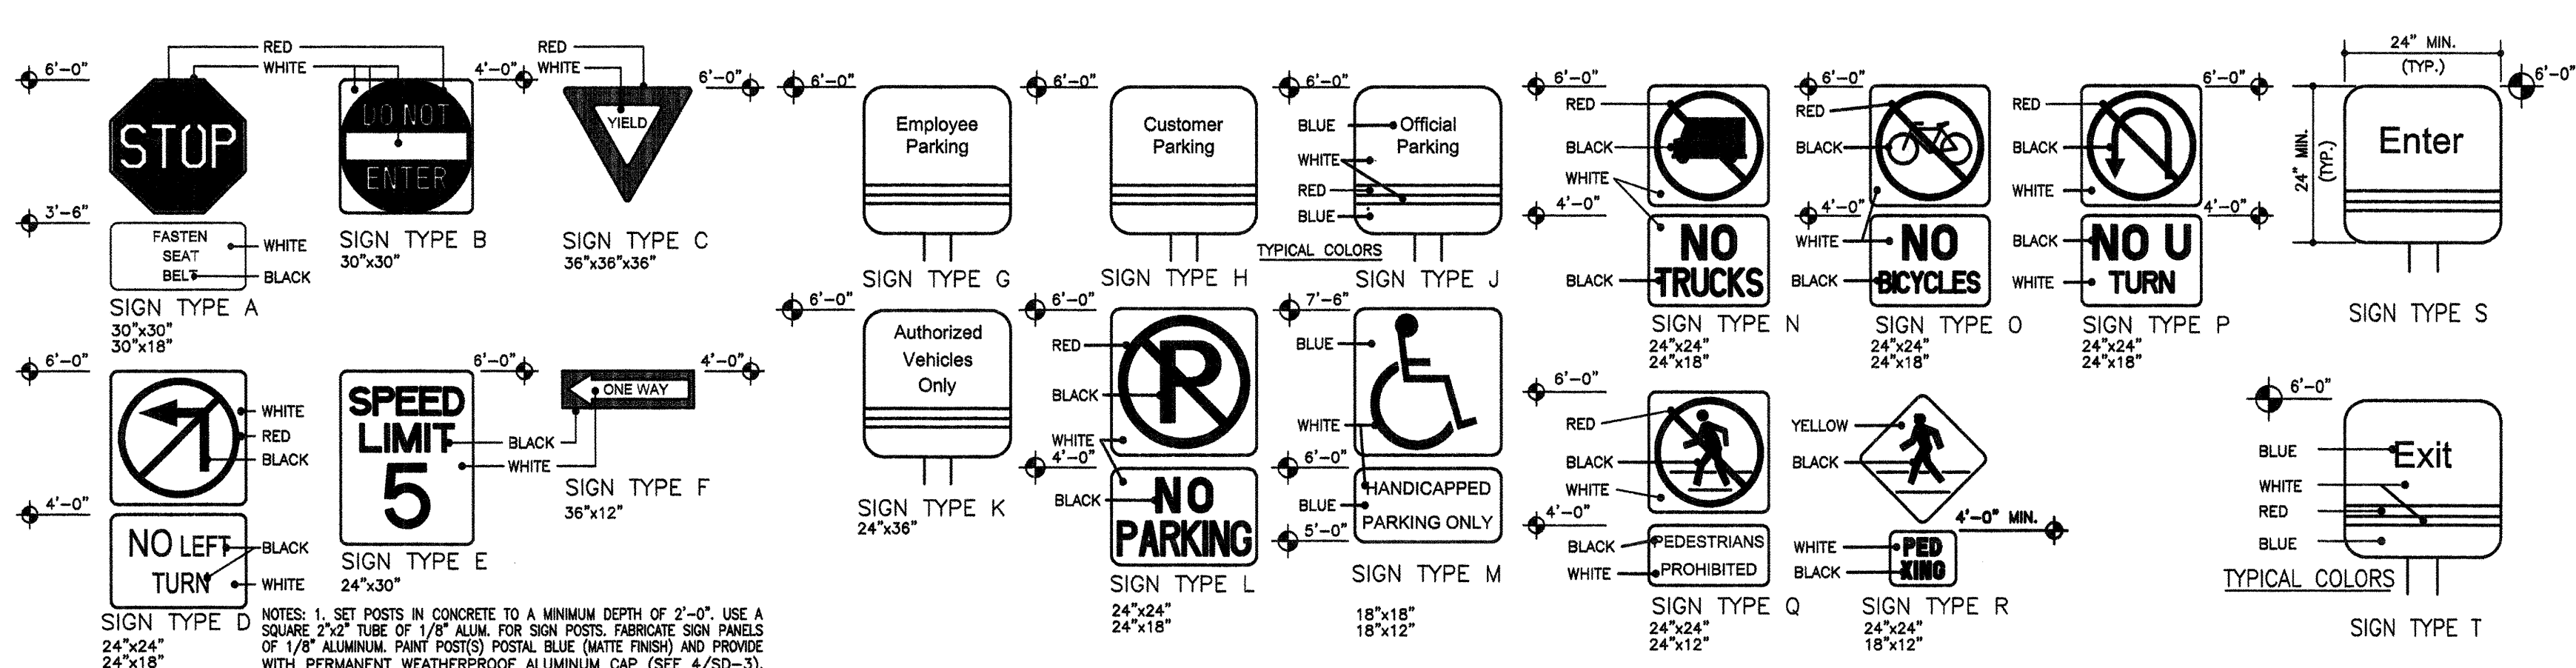 RED
WHITE
6'-0"
STOP
3'-6"
FASTEN
SEAT
BELT
WHITE
BLACK
SIGN TYPE A
30"x30"
30"x18"
DO NOT
ENTER
SIGN TYPE B
30"x30"
4'-0"
RED
WHITE
YIELD
6'-0"
SIGN TYPE C
36"x36"x36"
6'-0"
Employee
Parking
SIGN TYPE G
6'-0"
Customer
Parking
SIGN TYPE H
6'-0"
BLUE
Official
Parking
WHITE
RED
BLUE
TYPICAL COLORS
SIGN TYPE J
6'-0"
RED
BLACK
WHITE
4'-0"
NO
TRUCKS
BLACK
SIGN TYPE N
24"x24"
24"x18"
6'-0"
RED
BLACK
4'-0"
WHITE
NO
BLACK
BICYCLES
SIGN TYPE O
24"x24"
24"x18"
RED
6'-0"
BLACK
WHITE
4'-0"
BLACK
NO U
WHITE
TURN
SIGN TYPE P
24"x24"
24"x18"
24" MIN.
(TYP.)
6'-0"
24" MIN.
(TYP.)
Enter
SIGN TYPE S
6'-0"
WHITE
RED
BLACK
4'-0"
NO LEFT
TURN
BLACK
WHITE
SIGN TYPE D
24"x24"
24"x18"
SPEED
LIMIT
5
6'-0"
BLACK
WHITE
SIGN TYPE E
24"x30"
ONE WAY
4'-0"
SIGN TYPE F
36"x12"
6'-0"
Authorized
Vehicles
Only
SIGN TYPE K
24"x36"
6'-0"
RED
P
BLACK
WHITE
4'-0"
BLACK
NO
PARKING
SIGN TYPE L
24"x24"
24"x18"
7'-6"
BLUE
WHITE
6'-0"
HANDICAPPED
BLUE
PARKING ONLY
5'-0"
SIGN TYPE M
18"x18"
18"x12"
6'-0"
RED
BLACK
WHITE
4'-0"
BLACK
PEDESTRIANS
WHITE
PROHIBITED
SIGN TYPE Q
24"x24"
24"x12"
YELLOW
BLACK
4'-0" MIN.
WHITE
PED
BLACK
XING
SIGN TYPE R
24"x24"
18"x12"
6'-0"
BLUE
Exit
WHITE
RED
BLUE
TYPICAL COLORS
SIGN TYPE T
NOTES: 1. SET POSTS IN CONCRETE TO A MINIMUM DEPTH OF 2'-0". USE A
SQUARE 2"x2" TUBE OF 1/8" ALUM. FOR SIGN POSTS. FABRICATE SIGN PANELS
OF 1/8" ALUMINUM. PAINT POST(S) POSTAL BLUE (MATTE FINISH) AND PROVIDE
WITH PERMANENT WEATHERPROOF ALUMINUM CAP (SEE 4/SD-3).